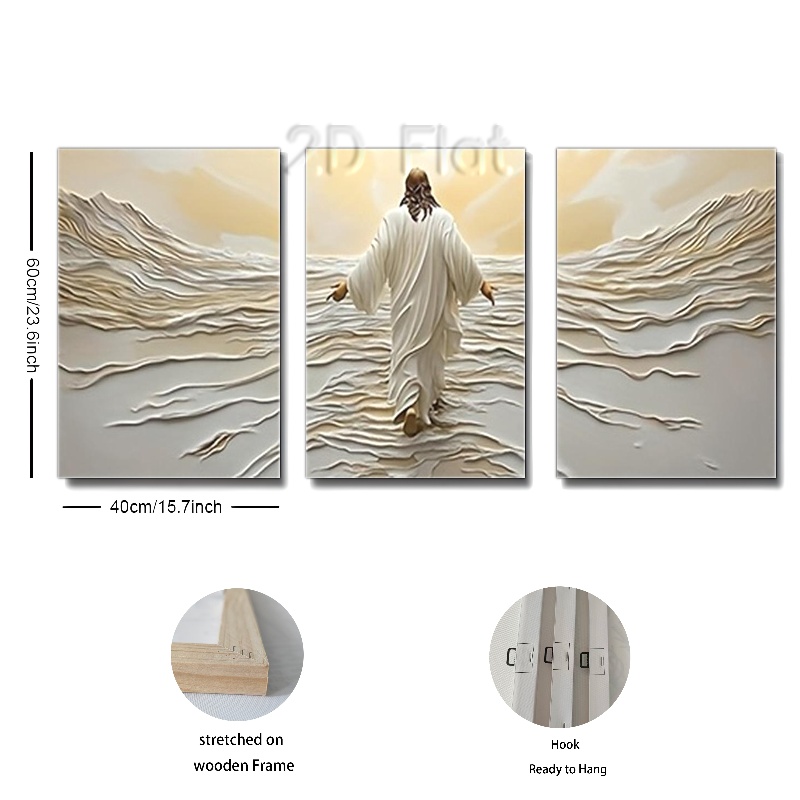 2D Flat
60cm/23.6inch
40cm/15.7inch
stretched on
wooden Frame
Hook
Ready to Hang